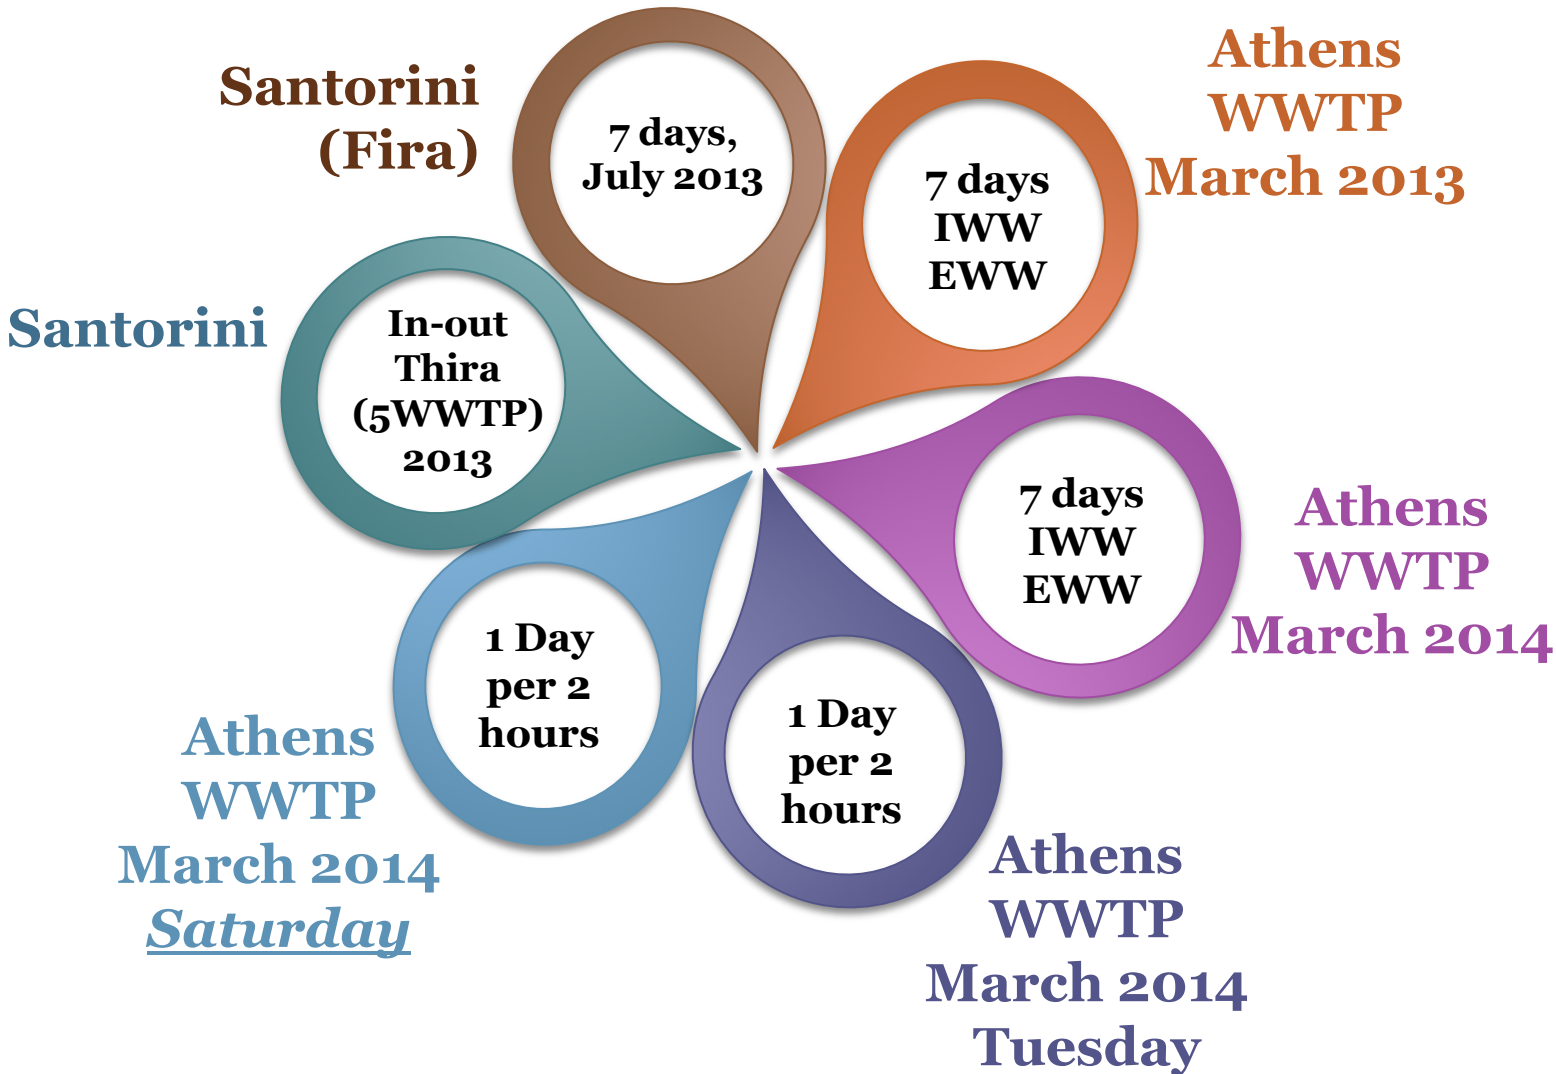 Santorini
(Fira)
7 days,
July 2013
Athens
WWTP
March 2013
7 days
IWW
EWW
Athens
WWTP
March 2014
7 days
IWW
EWW
Athens
WWTP
March 2014
Tuesday
1 Day
per 2
hours
Athens
WWTP
March 2014
Saturday
1 Day
per 2
hours
Santorini
In-out
Thira
(5WWTP)
2013